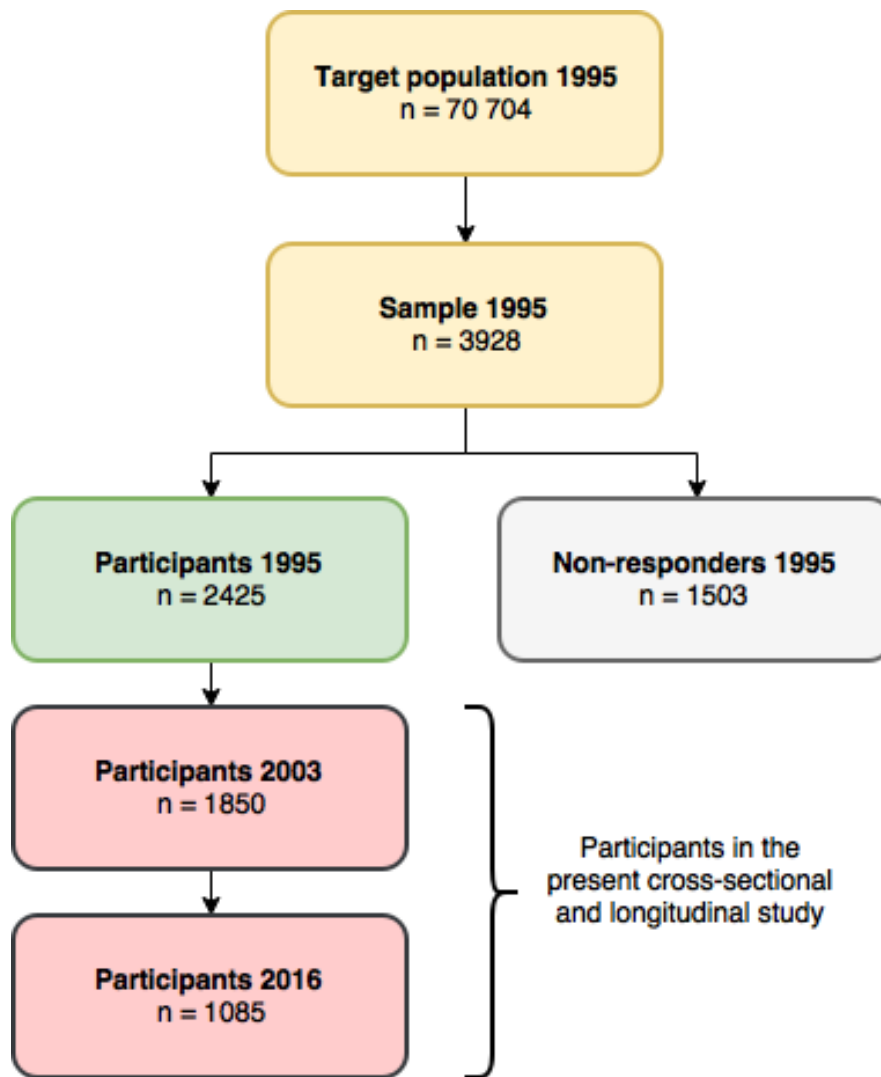 Target population 1995
n = 70 704
Sample 1995
n = 3928
Participants 1995
n = 2425
Non-responders 1995
n = 1503
Participants 2003
n = 1850
Participants in the
present cross-sectional
and longitudinal study
Participants 2016
n = 1085